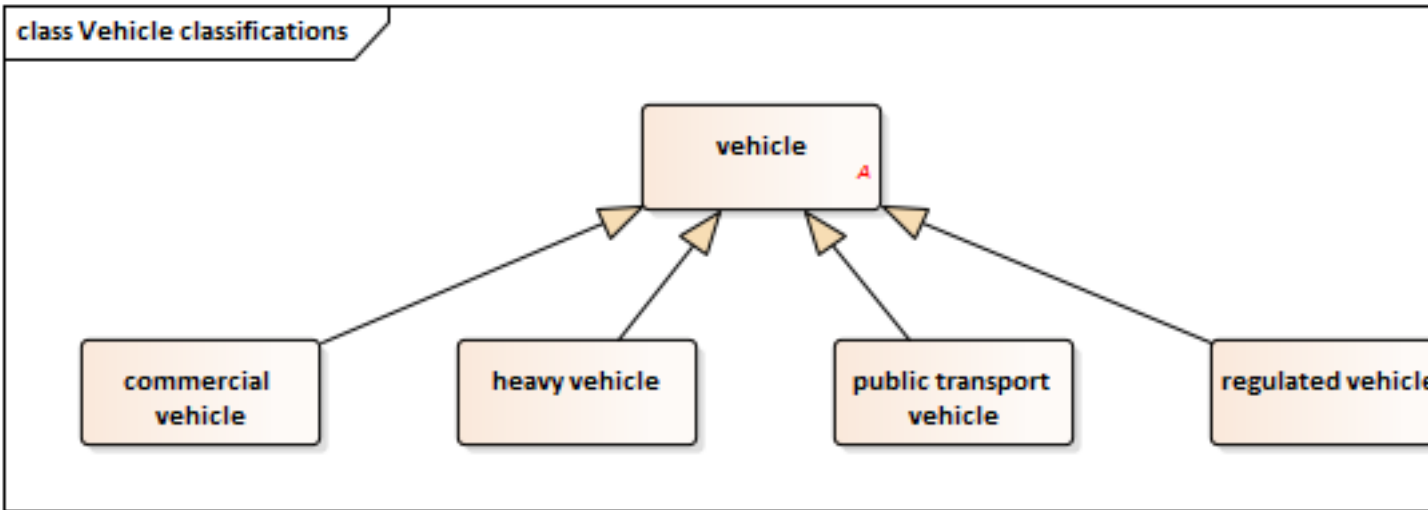 class Vehicle classifications
vehicle
A
commercial
vehicle
heavy vehicle
public transport
vehicle
regulated vehicle